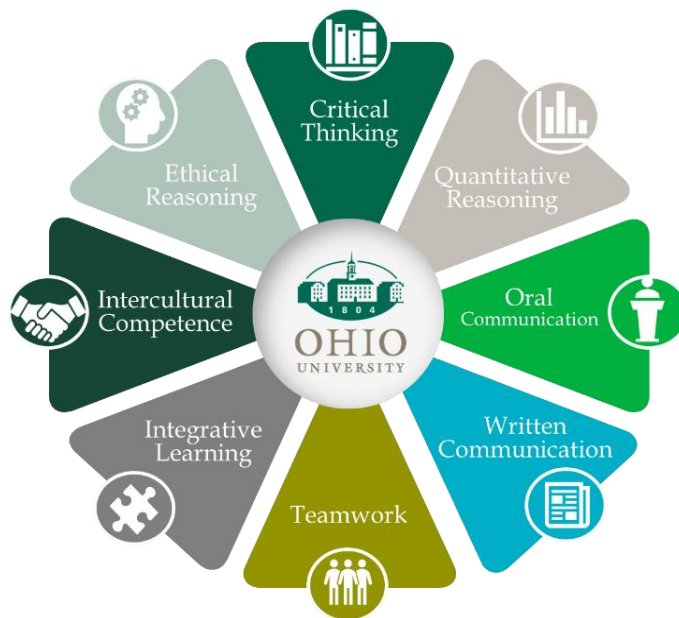 Critical
Thinking
Quantitative
Reasoning
Oral
Communication
Written
Communication
Teamwork
Integrative
Learning
Intercultural
Competence
Ethical
Reasoning
1804
OHIO
UNIVERSITY